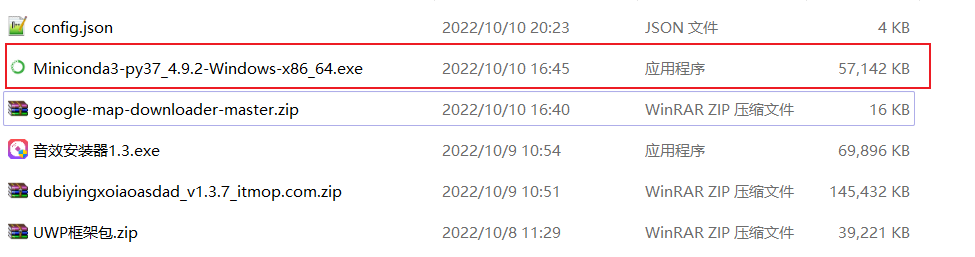 config.json 2022/10/10 20:23 JSON 文件 4 KB
Miniconda3-py37_4.9.2-Windows-x86_64.exe 2022/10/10 16:45 应用程序 57,142 KB
google-map-downloader-master.zip 2022/10/10 16:40 WinRAR ZIP 压缩文件 16 KB
音效安装器1.3.exe 2022/10/9 10:54 应用程序 69,896 KB
dubiyingxoiaoasdad_v1.3.7_itmop.com.zip 2022/10/9 10:51 WinRAR ZIP 压缩文件 145,432 KB
UWP框架包.zip 2022/10/8 11:29 WinRAR ZIP 压缩文件 39,221 KB